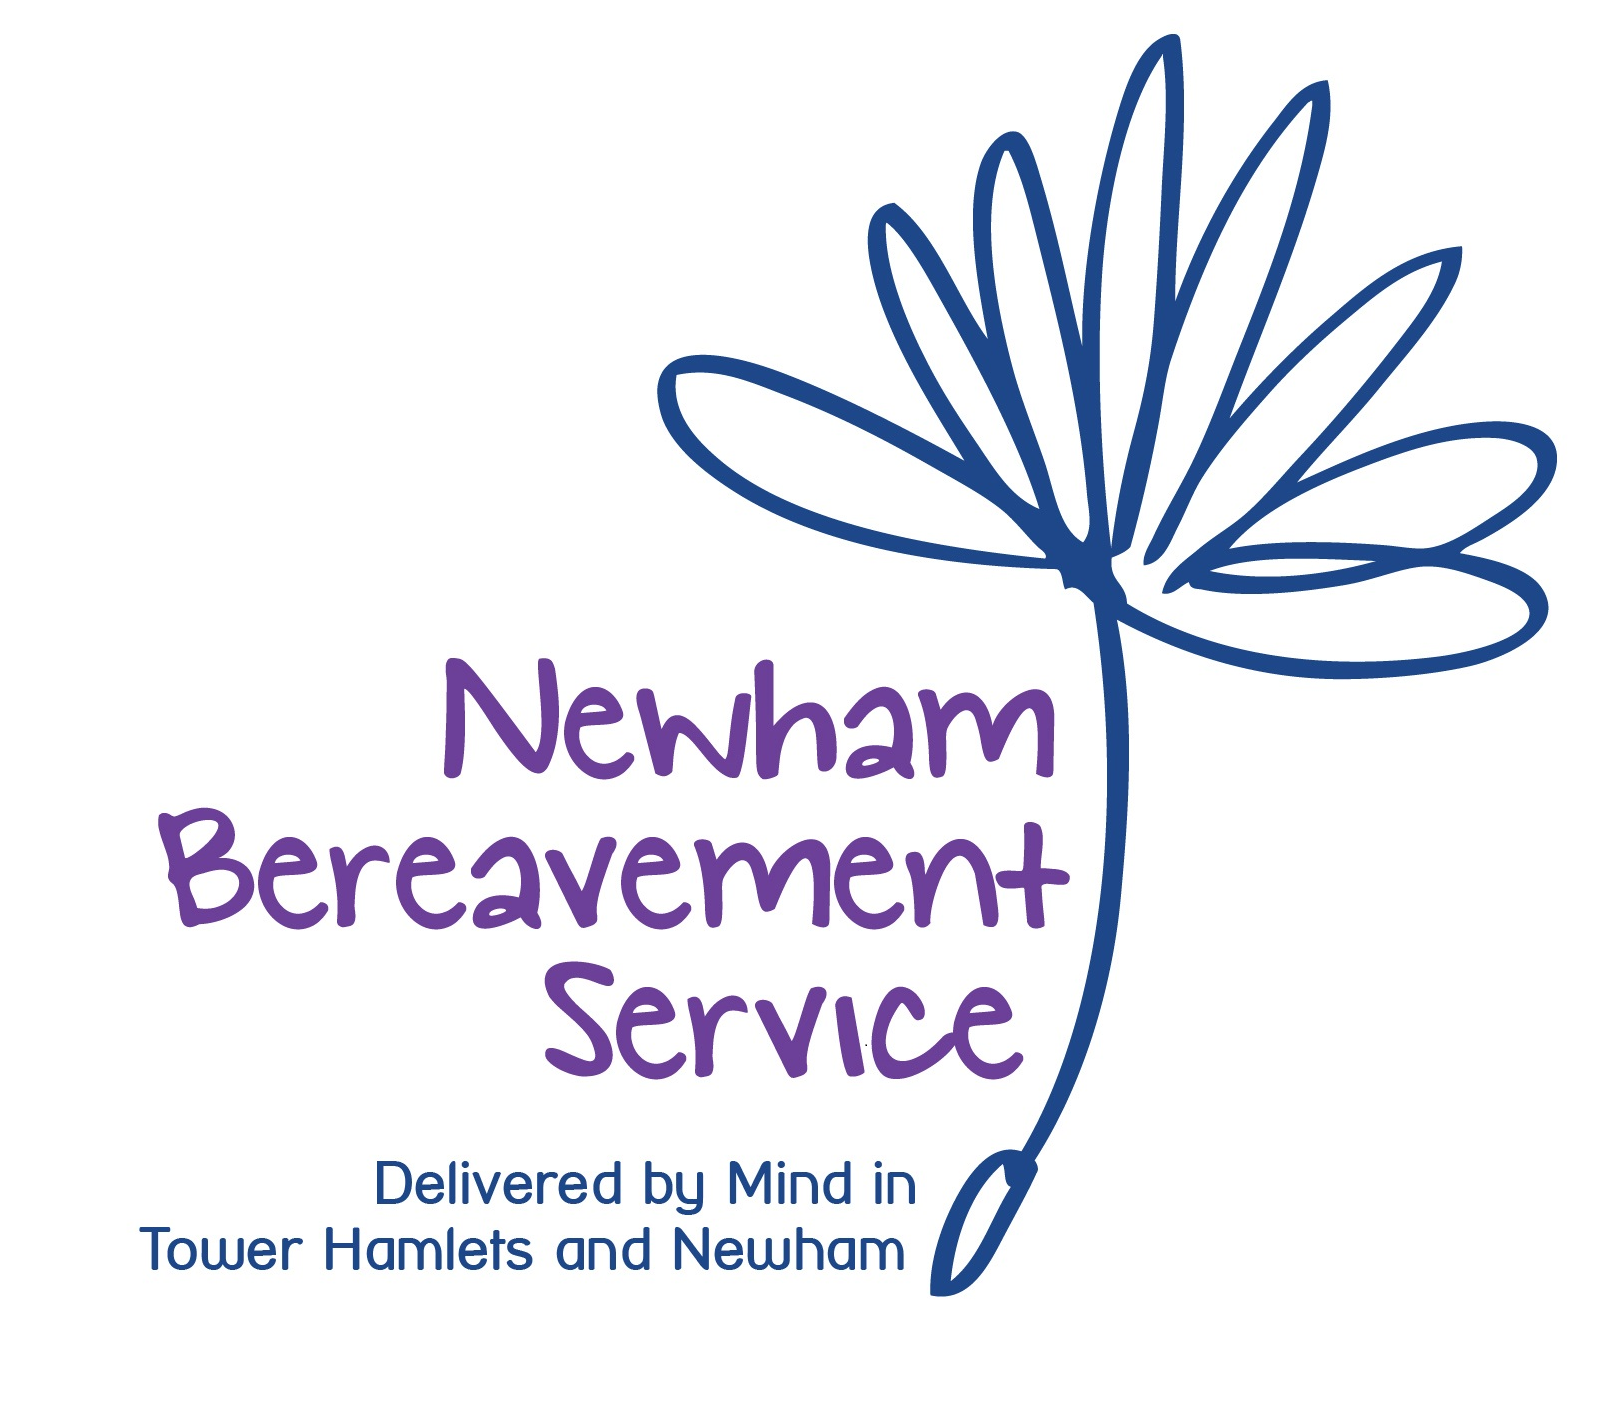 Newham
Bereavement
Service
Delivered by Mind in
Tower Hamlets and Newham